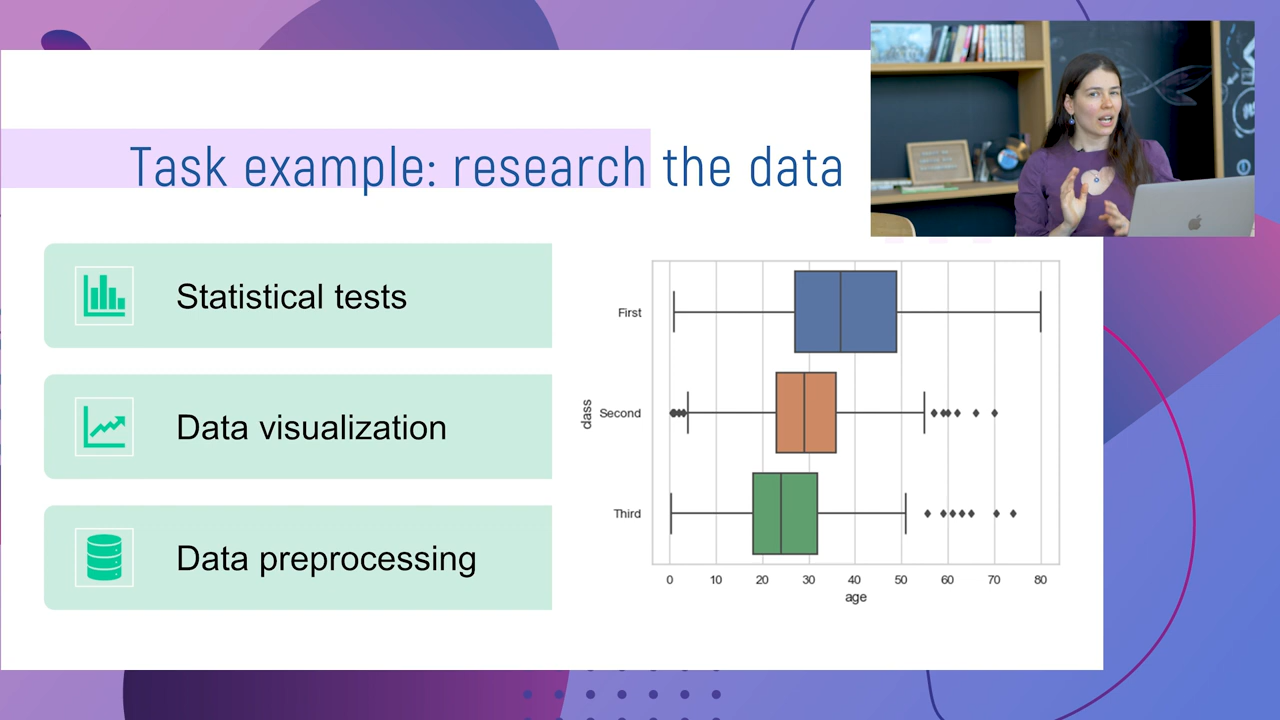 Task example: research the data
Statistical tests
Data visualization
Data preprocessing
First
Second
Third
class
0 10 20 30 40 50 60 70 80
age